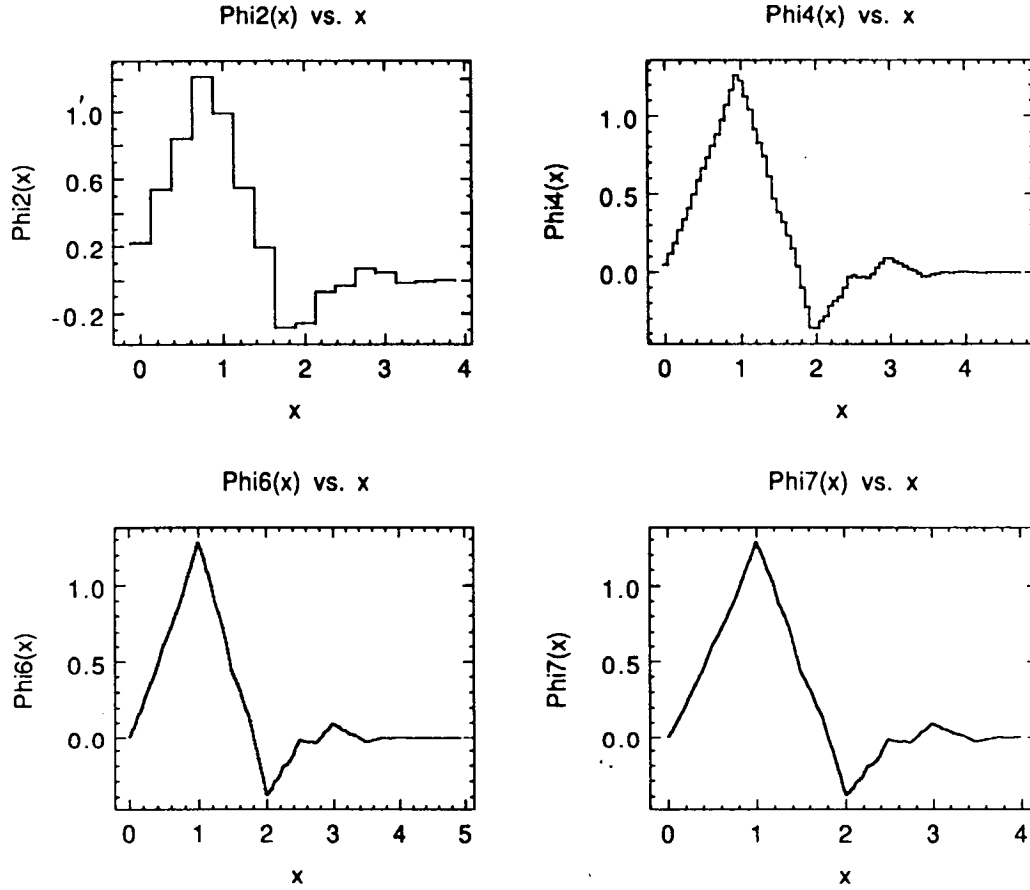 Phi2(x) vs. x
Phi2(x)
1.0
0.6
0.2
-0.2
0 1 2 3 4
x
Phi4(x) vs. x
Phi4(x)
1.0
0.5
0.0
0 1 2 3 4
x
Phi6(x) vs. x
Phi6(x)
1.0
0.5
0.0
0 1 2 3 4 5
x
Phi7(x) vs. x
Phi7(x)
1.0
0.5
0.0
0 1 2 3 4
x